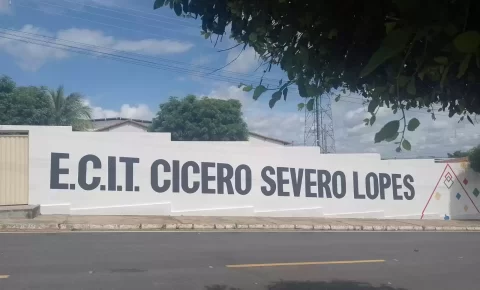 E.C.I.T. CICERO SEVERO LOPES